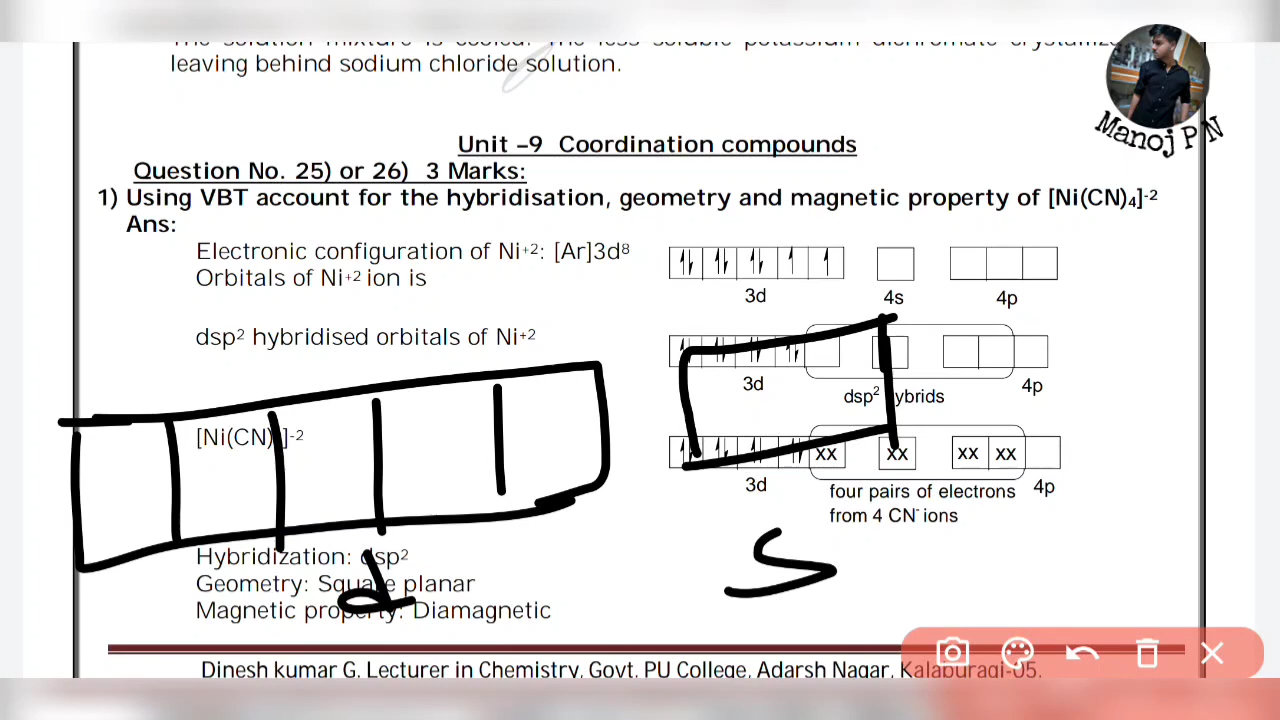 leaving behind sodium chloride solution.
Manoj P N
Unit –9 Coordination compounds
Question No. 25) or 26) 3 Marks:
1) Using VBT account for the hybridisation, geometry and magnetic property of [Ni(CN)₄]⁻²
Ans:
Electronic configuration of Ni⁺²: [Ar]3d⁸
Orbitals of Ni⁺² ion is
3d 4s 4p
dsp² hybridised orbitals of Ni⁺²
3d dsp² hybrids 4p
[Ni(CN)₄]⁻²
xx xx xx xx
3d four pairs of electrons 4p
from 4 CN⁻ ions
Hybridization: dsp²
Geometry: Square planar
Magnetic property: Diamagnetic
d S
Dinesh kumar G. Lecturer in Chemistry, Govt. PU College, Adarsh Nagar, Kalaburagi-05.